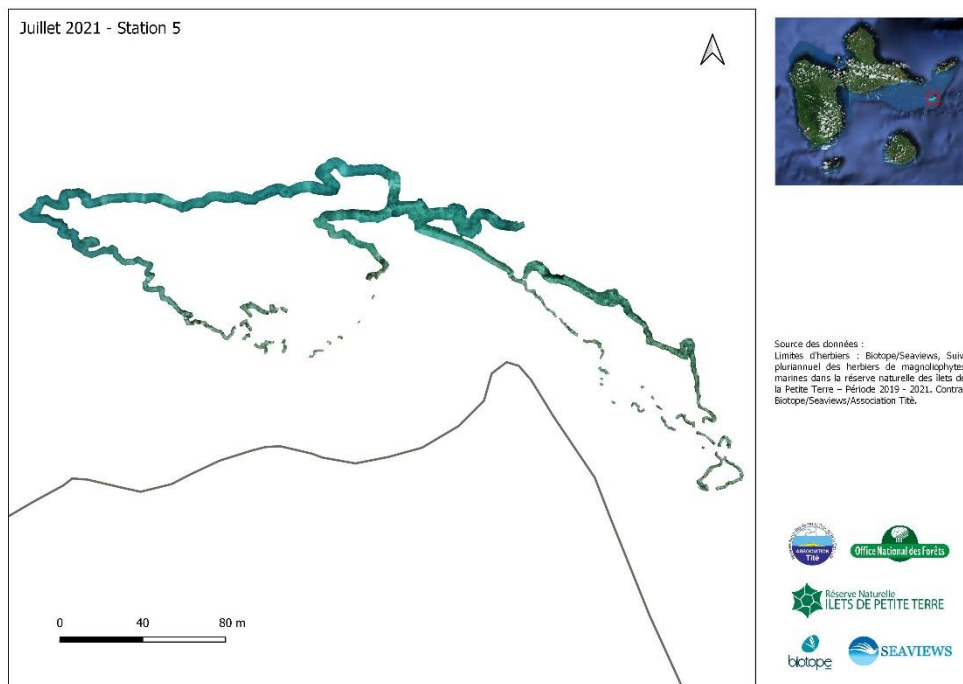 Juillet 2021 - Station 5
Source des données :
Limites d'herbiers : Biotope/Seaviews, Suiv
pluriannuel des herbiers de magnoliophytes
marines dans la réserve naturelle des îlets de
la Petite Terre – Période 2019 - 2021. Contra
Biotope/Seaviews/Association Titè.
ASSOCIATION
Titè
Office National des Forêts
Réserve Naturelle
ILETS DE PETITE TERRE
biotope
SEAVIEWS
0 40 80 m